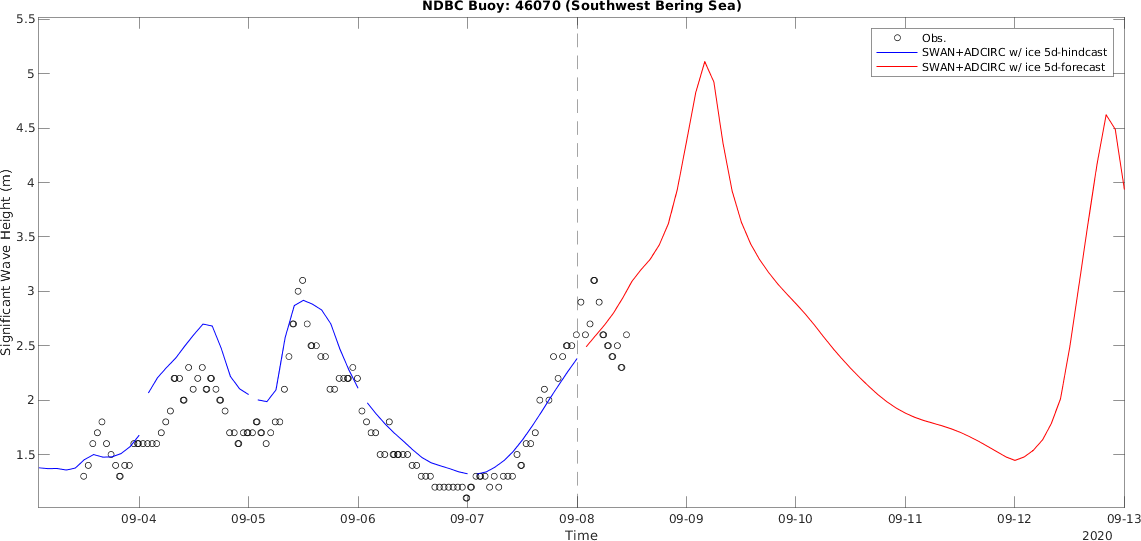 NDBC Buoy: 46070 (Southwest Bering Sea)
Obs.
SWAN+ADCIRC w/ ice 5d-hindcast
SWAN+ADCIRC w/ ice 5d-forecast
Significant Wave Height (m)
5.5
5
4.5
4
3.5
3
2.5
2
1.5
09-04 09-05 09-06 09-07 09-08 09-09 09-10 09-11 09-12 09-13
Time
2020